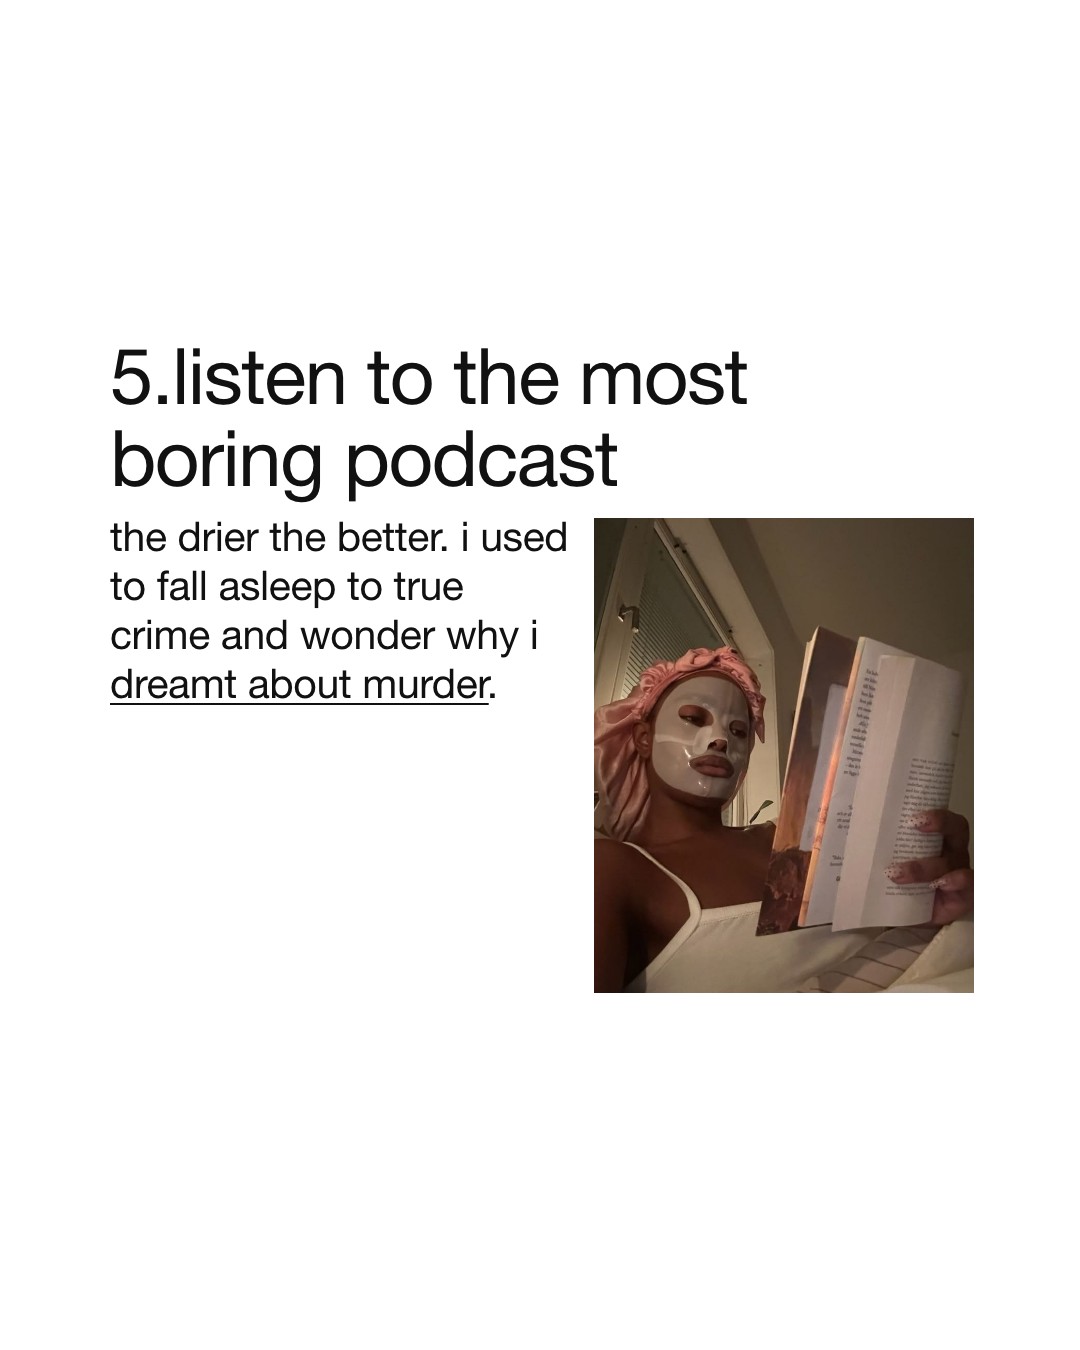 5.listen to the most
boring podcast
the drier the better. i used
to fall asleep to true
crime and wonder why i
dreamt about murder.